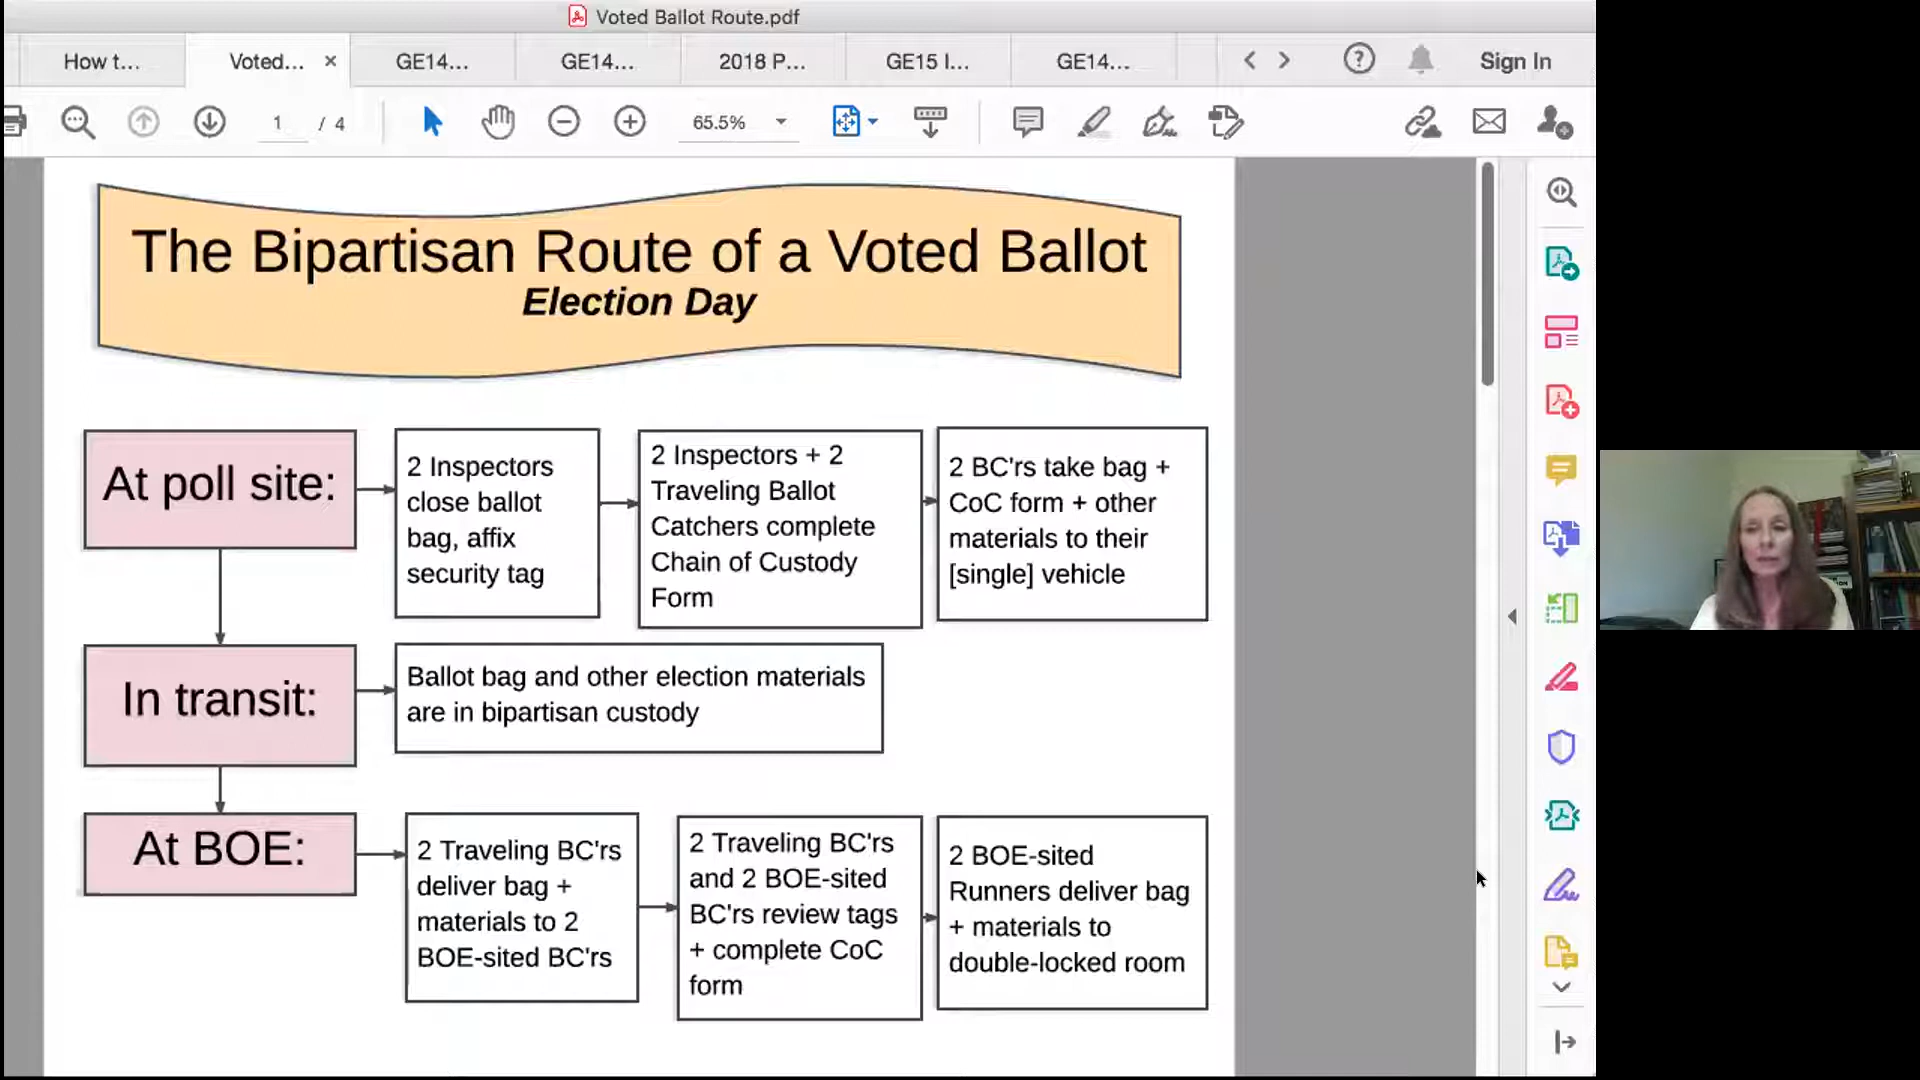 Voted Ballot Route.pdf
How t...
Voted...
GE14...
GE14...
2018 P...
GE15 I...
GE14...
Sign In
1 / 4
65.5%
The Bipartisan Route of a Voted Ballot
Election Day
At poll site:
2 Inspectors
close ballot
bag, affix
security tag
2 Inspectors + 2
Traveling Ballot
Catchers complete
Chain of Custody
Form
2 BC'rs take bag +
CoC form + other
materials to their
[single] vehicle
In transit:
Ballot bag and other election materials
are in bipartisan custody
At BOE:
2 Traveling BC'rs
deliver bag +
materials to 2
BOE-sited BC'rs
2 Traveling BC'rs
and 2 BOE-sited
BC'rs review tags
+ complete CoC
form
2 BOE-sited
Runners deliver bag
+ materials to
double-locked room